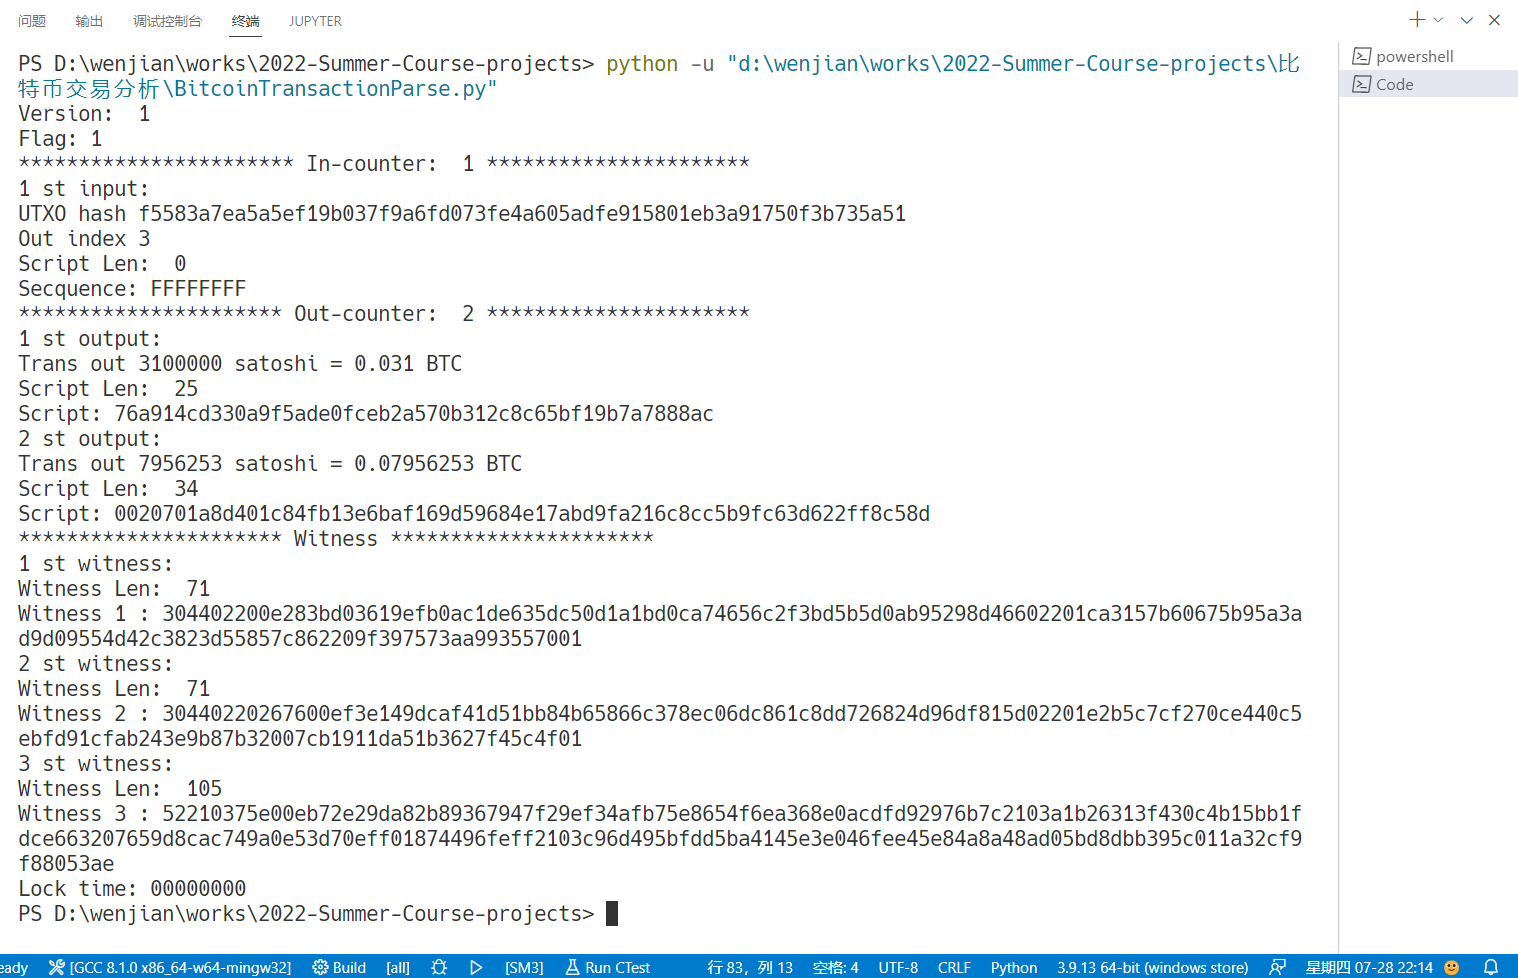 问题 输出 调试控制台 终端 JUPYTER
PS D:\wenjian\works\2022-Summer-Course-projects> python -u "d:\wenjian\works\2022-Summer-Course-projects\比
特币交易分析\BitcoinTransactionParse.py"
Version:  1
Flag: 1
*********************** In-counter:  1 **********************
1 st input:
UTXO hash f5583a7ea5a5ef19b037f9a6fd073fe4a605adfe915801eb3a91750f3b735a51
Out index 3
Script Len:  0
Secquence: FFFFFFFF
********************** Out-counter:  2 **********************
1 st output:
Trans out 3100000 satoshi = 0.031 BTC
Script Len:  25
Script: 76a914cd330a9f5ade0fceb2a570b312c8c65bf19b7a7888ac
2 st output:
Trans out 7956253 satoshi = 0.07956253 BTC
Script Len:  34
Script: 0020701a8d401c84fb13e6baf169d59684e17abd9fa216c8cc5b9fc63d622ff8c58d
********************** Witness **********************
1 st witness:
Witness Len:  71
Witness 1 : 304402200e283bd03619efb0ac1de635dc50d1a1bd0ca74656c2f3bd5b5d0ab95298d46602201ca3157b60675b95a3a
d9d09554d42c3823d55857c862209f397573aa993557001
2 st witness:
Witness Len:  71
Witness 2 : 30440220267600ef3e149dcaf41d51bb84b65866c378ec06dc861c8dd726824d96df815d02201e2b5c7cf270ce440c5
ebfd91cfab243e9b87b32007cb1911da51b3627f45c4f01
3 st witness:
Witness Len:  105
Witness 3 : 52210375e00eb72e29da82b89367947f29ef34afb75e8654f6ea368e0acdfd92976b7c2103a1b26313f430c4b15bb1f
dce663207659d8cac749a0e53d70eff01874496feff2103c96d495bfdd5ba4145e3e046fee45e84a8a48ad05bd8dbb395c011a32cf9
f88053ae
Lock time: 00000000
PS D:\wenjian\works\2022-Summer-Course-projects>
powershell
Code
eady [GCC 8.1.0 x86_64-w64-mingw32] Build [all] [SM3] Run CTest 行 83，列 13 空格: 4 UTF-8 CRLF Python 3.9.13 64-bit (windows store) 星期四 07-28 22:14